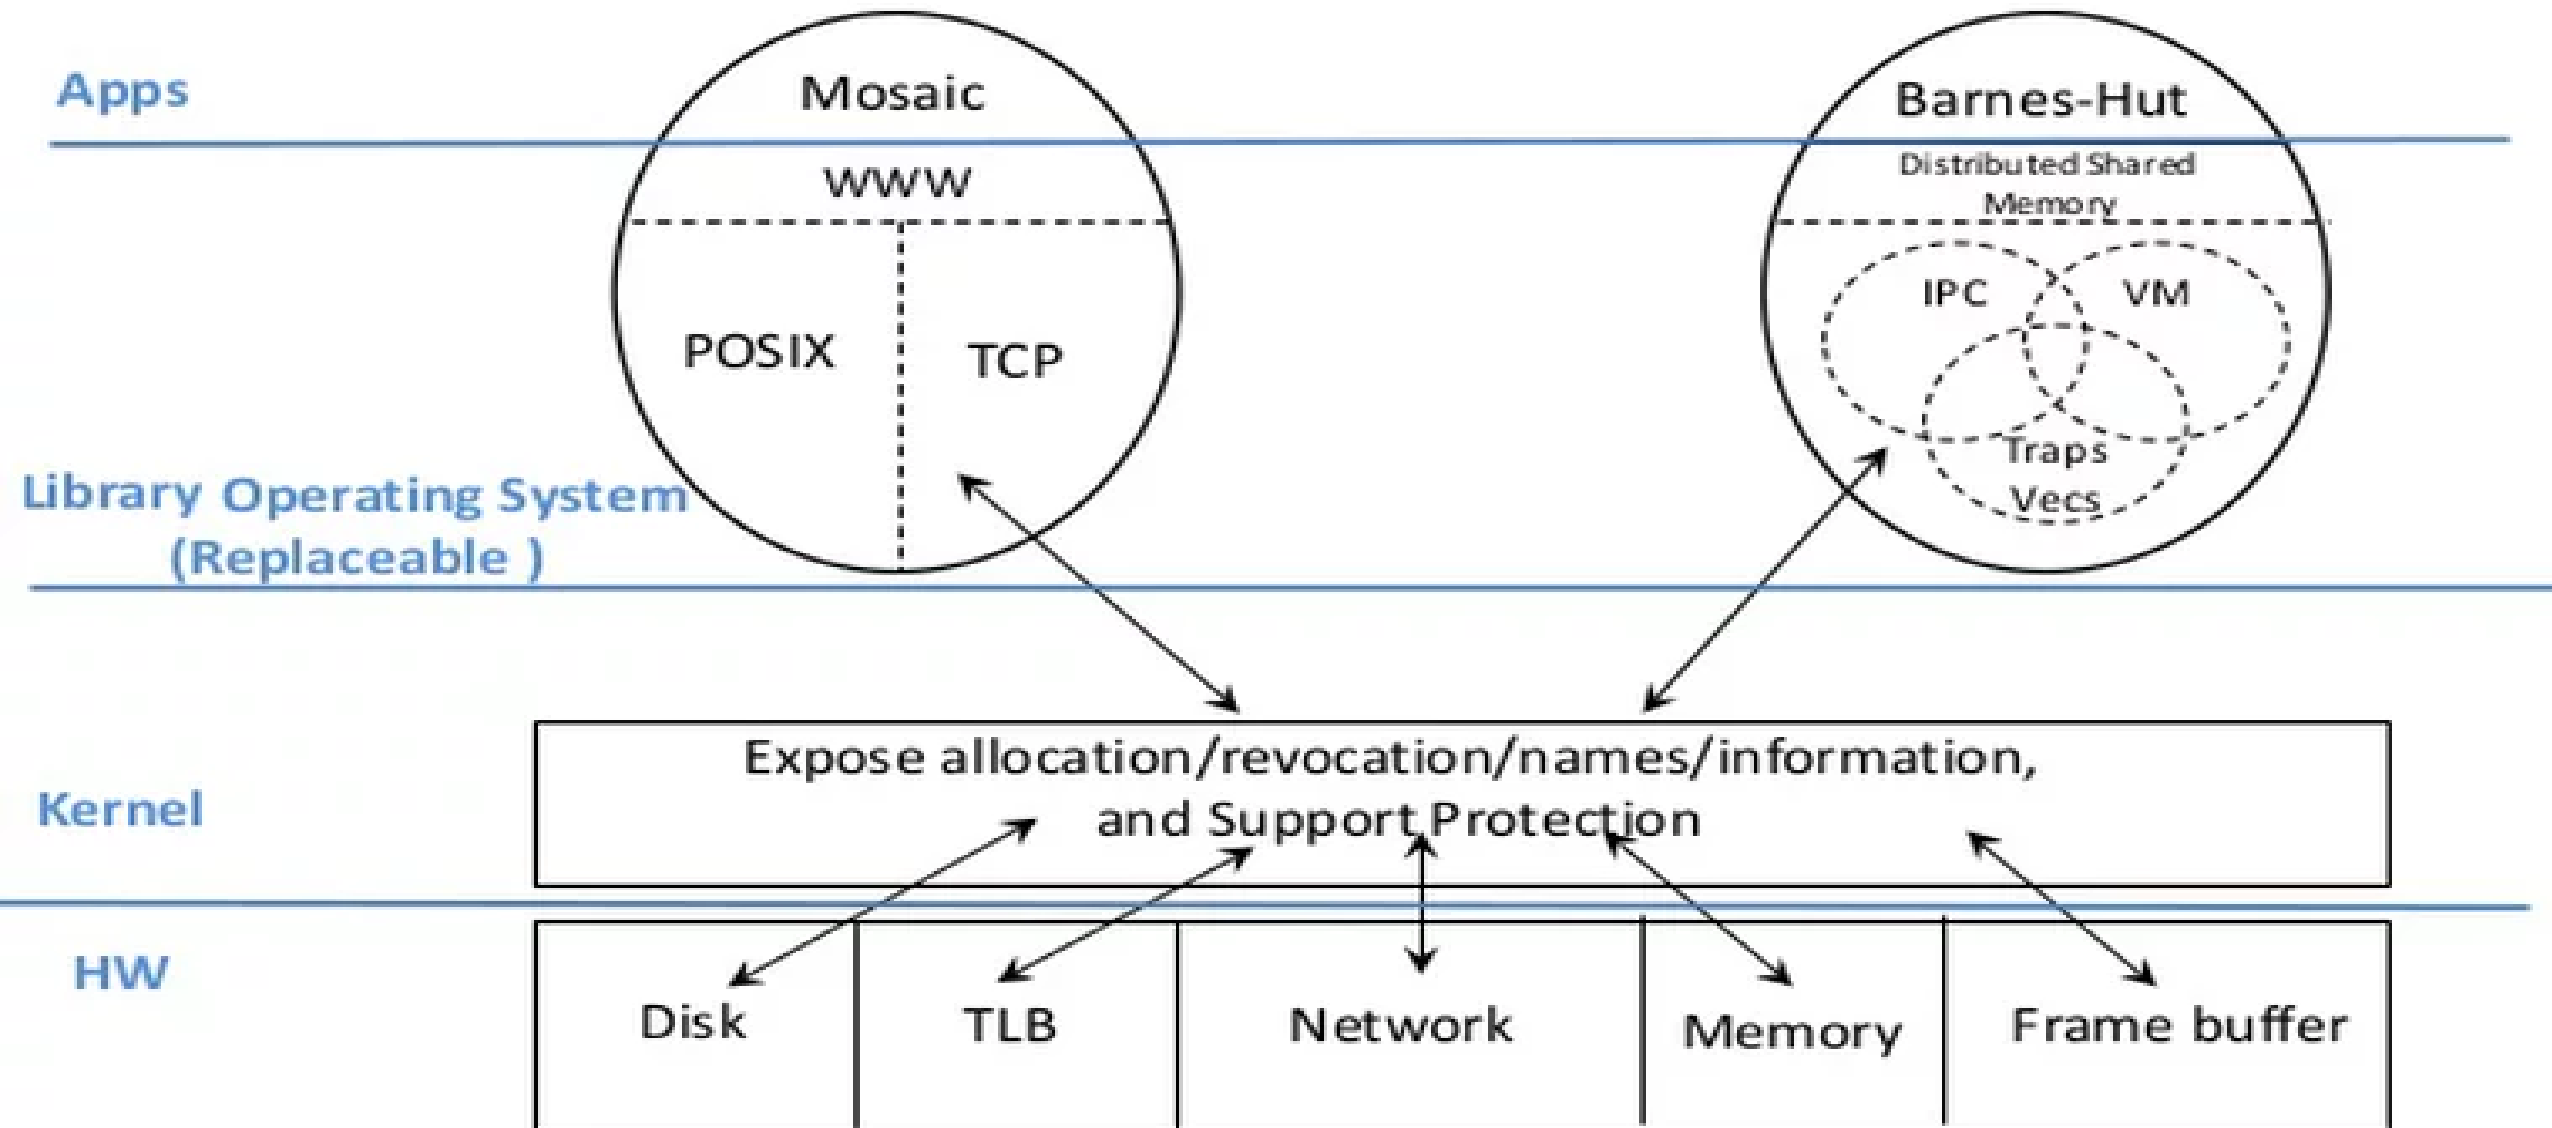 Apps
Mosaic
Barnes-Hut
WWW
Distributed Shared
Memory
IPC
VM
POSIX
TCP
Traps
Vecs
Library Operating System
(Replaceable )
Expose allocation/revocation/names/information,
and Support Protection
Kernel
HW
Disk
TLB
Network
Memory
Frame buffer